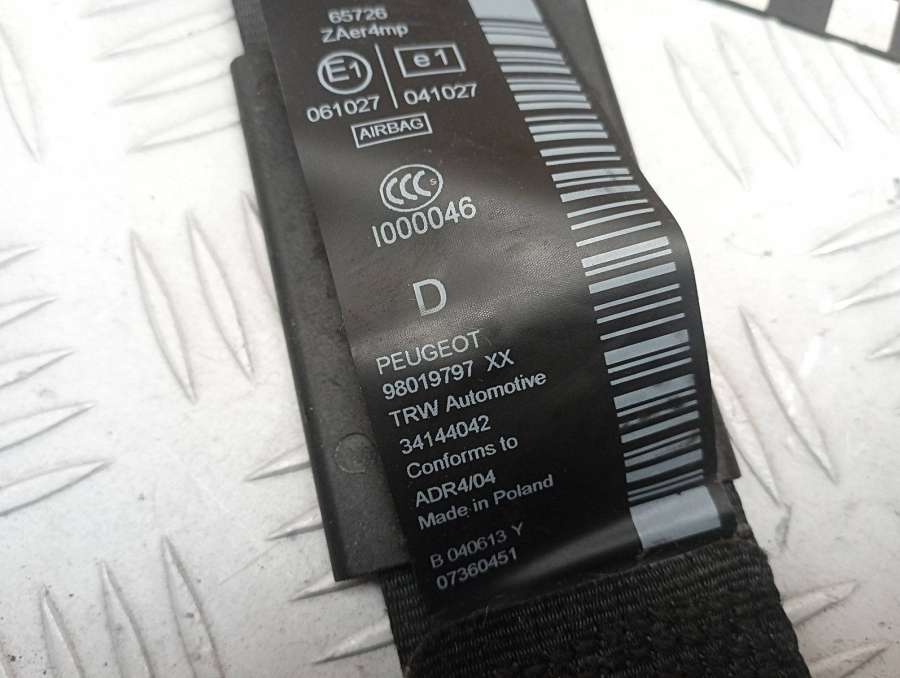 65726
ZAer4mp
E1 e1
061027 041027
AIRBAG
CCC S
I000046
D
PEUGEOT
98019797 XX
TRW Automotive
34144042
Conforms to
ADR4/04
Made in Poland
B 040613 Y
07360451